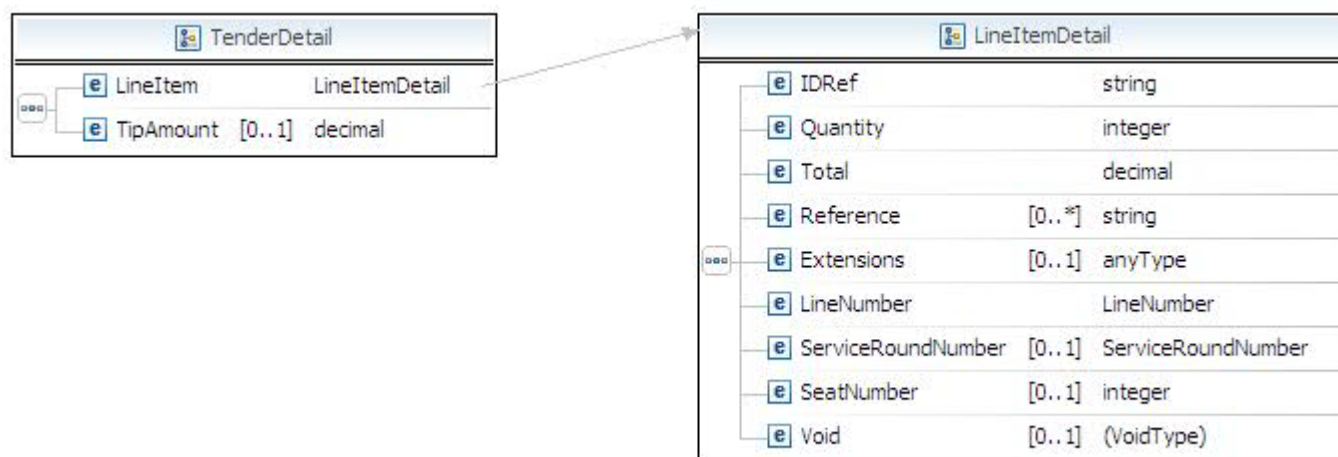 TenderDetail
e LineItem LineItemDetail
e TipAmount [0..1] decimal
LineItemDetail
e IDRef string
e Quantity integer
e Total decimal
e Reference [0..*] string
e Extensions [0..1] anyType
e LineNumber LineNumber
e ServiceRoundNumber [0..1] ServiceRoundNumber
e SeatNumber [0..1] integer
e Void [0..1] (VoidType)